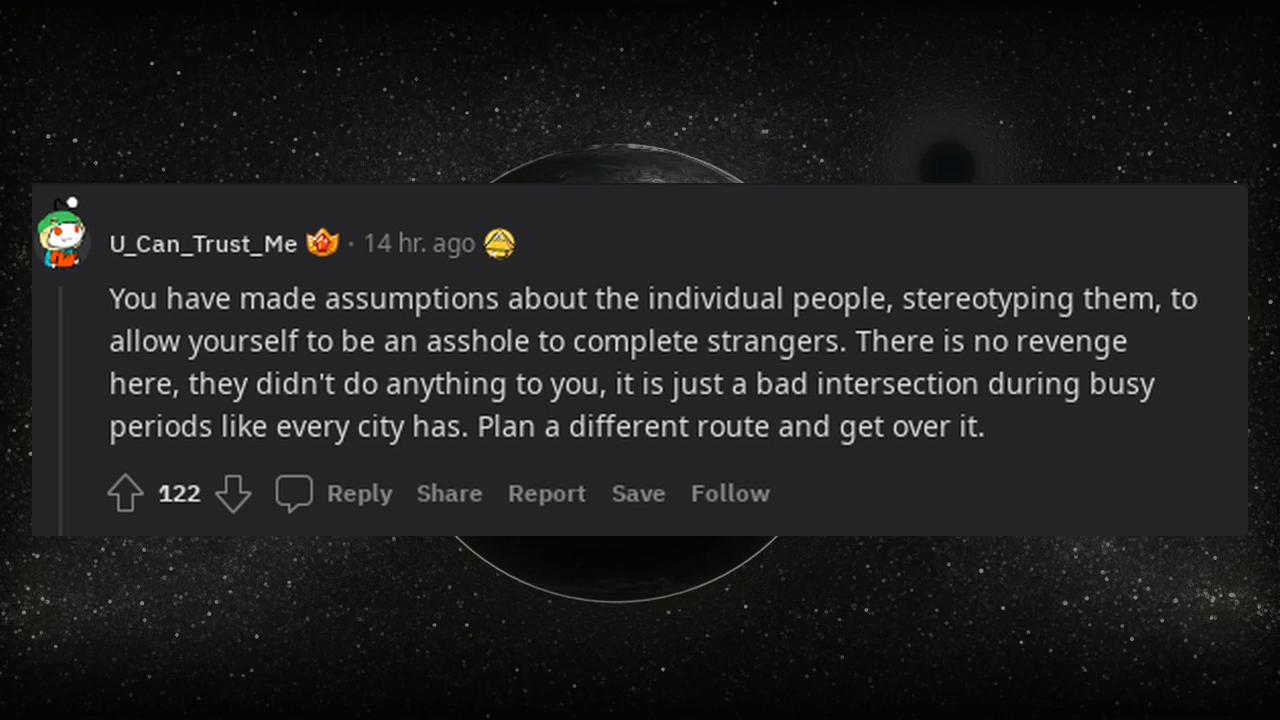 U_Can_Trust_Me · 14 hr. ago
You have made assumptions about the individual people, stereotyping them, to
allow yourself to be an asshole to complete strangers. There is no revenge
here, they didn't do anything to you, it is just a bad intersection during busy
periods like every city has. Plan a different route and get over it.
122 Reply Share Report Save Follow